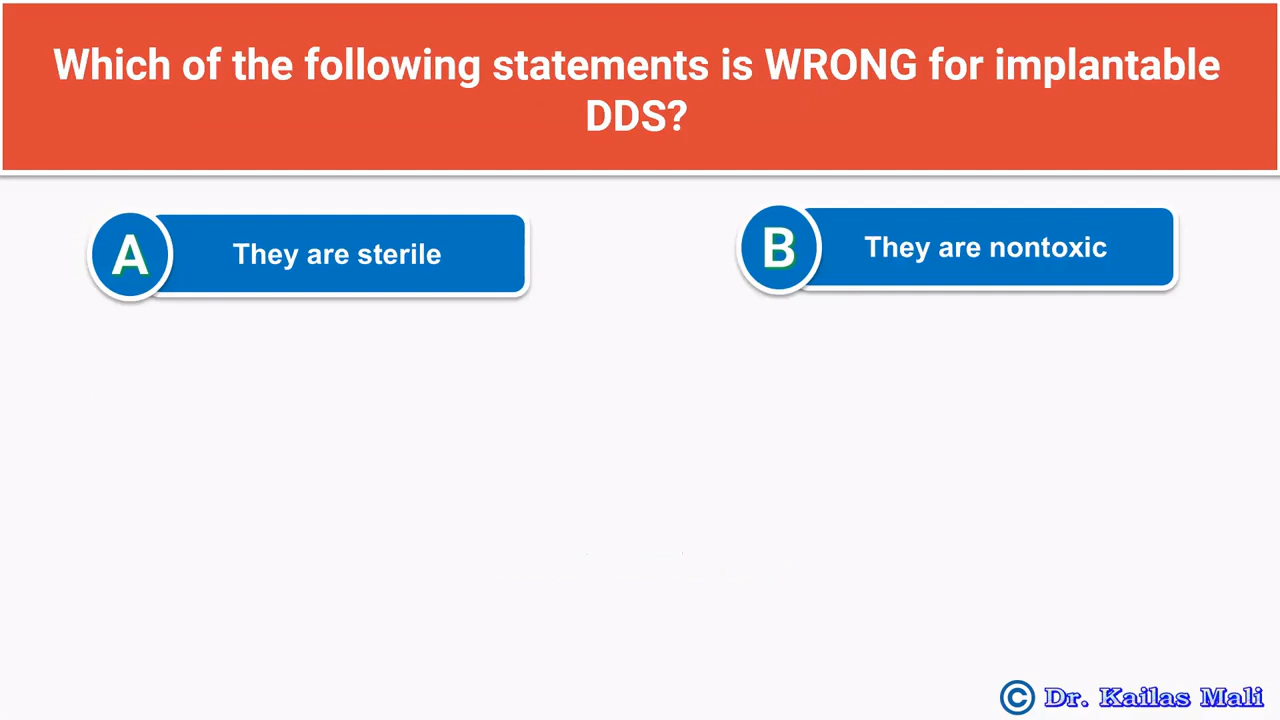 Which of the following statements is WRONG for implantable
DDS?
A
They are sterile
B
They are nontoxic
© Dr. Kailas Mali